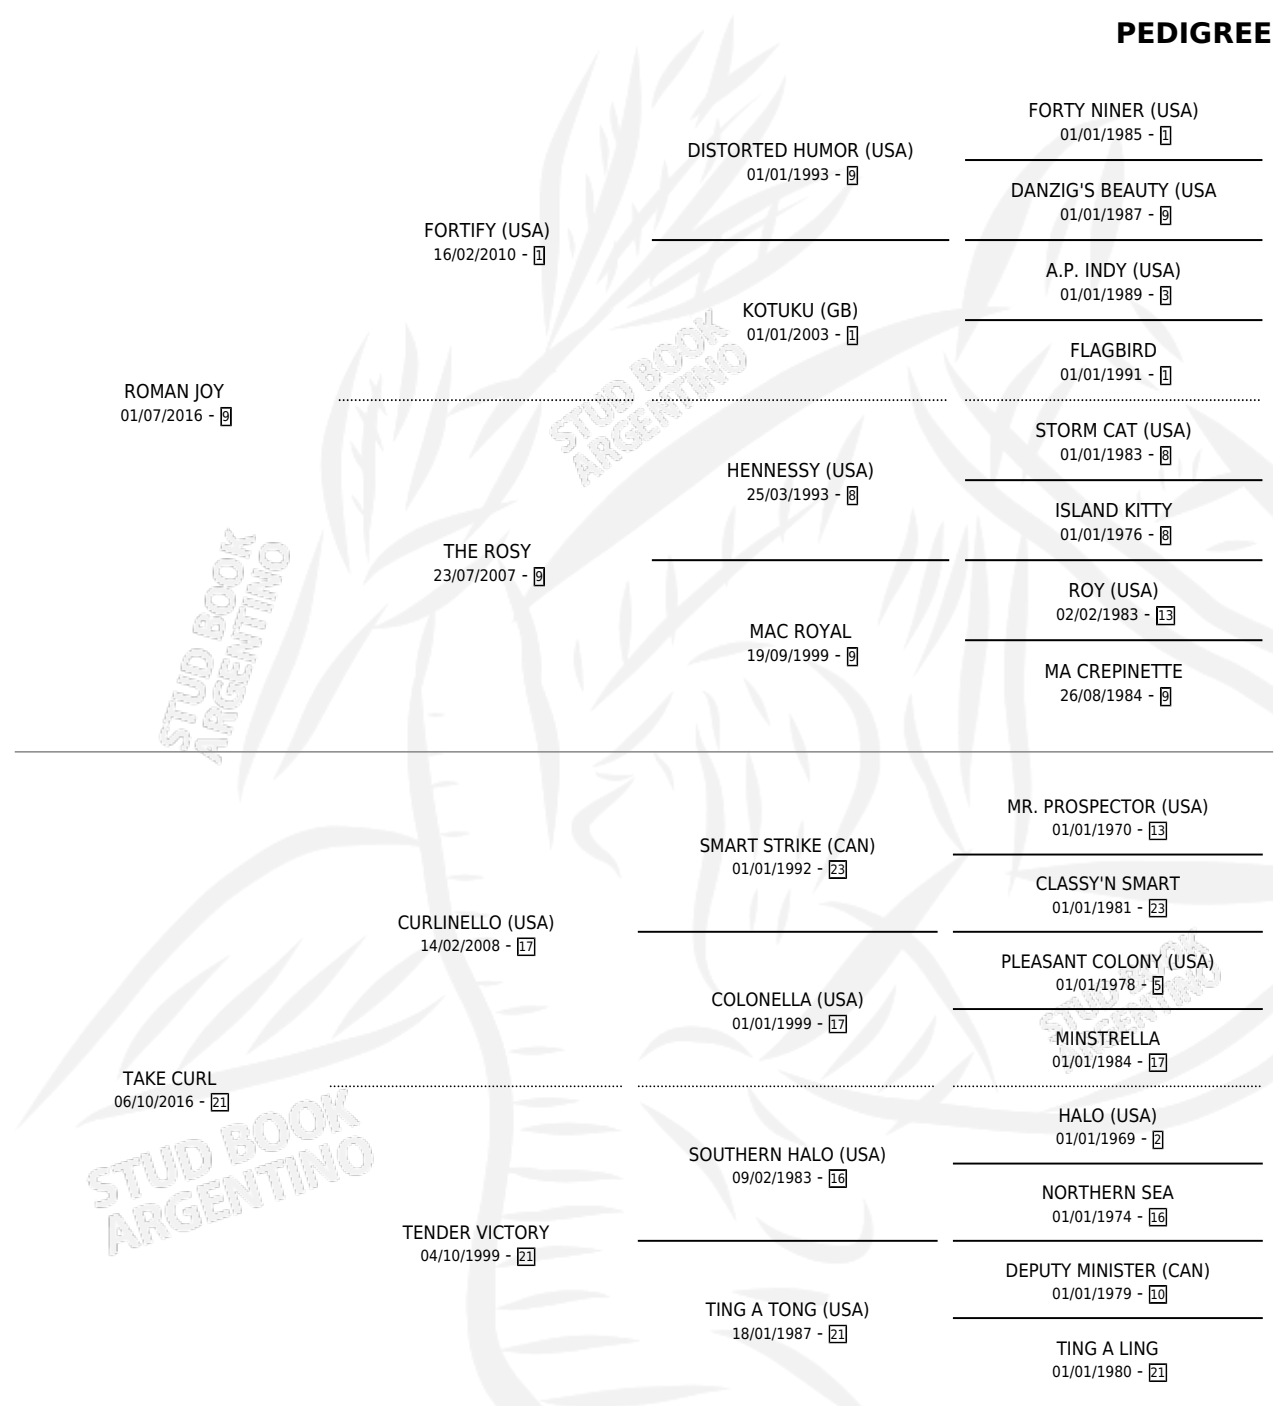 PEDIGREE
FORTY NINER (USA)
01/01/1985 - 1
DISTORTED HUMOR (USA)
01/01/1993 - 9
DANZIG'S BEAUTY (USA
01/01/1987 - 9
FORTIFY (USA)
16/02/2010 - 1
A.P. INDY (USA)
01/01/1989 - 3
KOTUKU (GB)
01/01/2003 - 1
FLAGBIRD
01/01/1991 - 1
ROMAN JOY
01/07/2016 - 9
STORM CAT (USA)
01/01/1983 - 8
HENNESSY (USA)
25/03/1993 - 8
ISLAND KITTY
01/01/1976 - 8
THE ROSY
23/07/2007 - 9
ROY (USA)
02/02/1983 - 13
MAC ROYAL
19/09/1999 - 9
MA CREPINETTE
26/08/1984 - 9
MR. PROSPECTOR (USA)
01/01/1970 - 13
SMART STRIKE (CAN)
01/01/1992 - 23
CLASSY'N SMART
01/01/1981 - 23
CURLINELLO (USA)
14/02/2008 - 17
PLEASANT COLONY (USA)
01/01/1978 - 5
COLONELLA (USA)
01/01/1999 - 17
MINSTRELLA
01/01/1984 - 17
TAKE CURL
06/10/2016 - 21
HALO (USA)
01/01/1969 - 2
SOUTHERN HALO (USA)
09/02/1983 - 16
NORTHERN SEA
01/01/1974 - 16
TENDER VICTORY
04/10/1999 - 21
DEPUTY MINISTER (CAN)
01/01/1979 - 10
TING A TONG (USA)
18/01/1987 - 21
TING A LING
01/01/1980 - 21
STUD BOOK
ARGENTINO
STUD BOOK
ARGENTINO
STUD BOOK
ARGENTINO
STUD BOOK
ARGENTINO